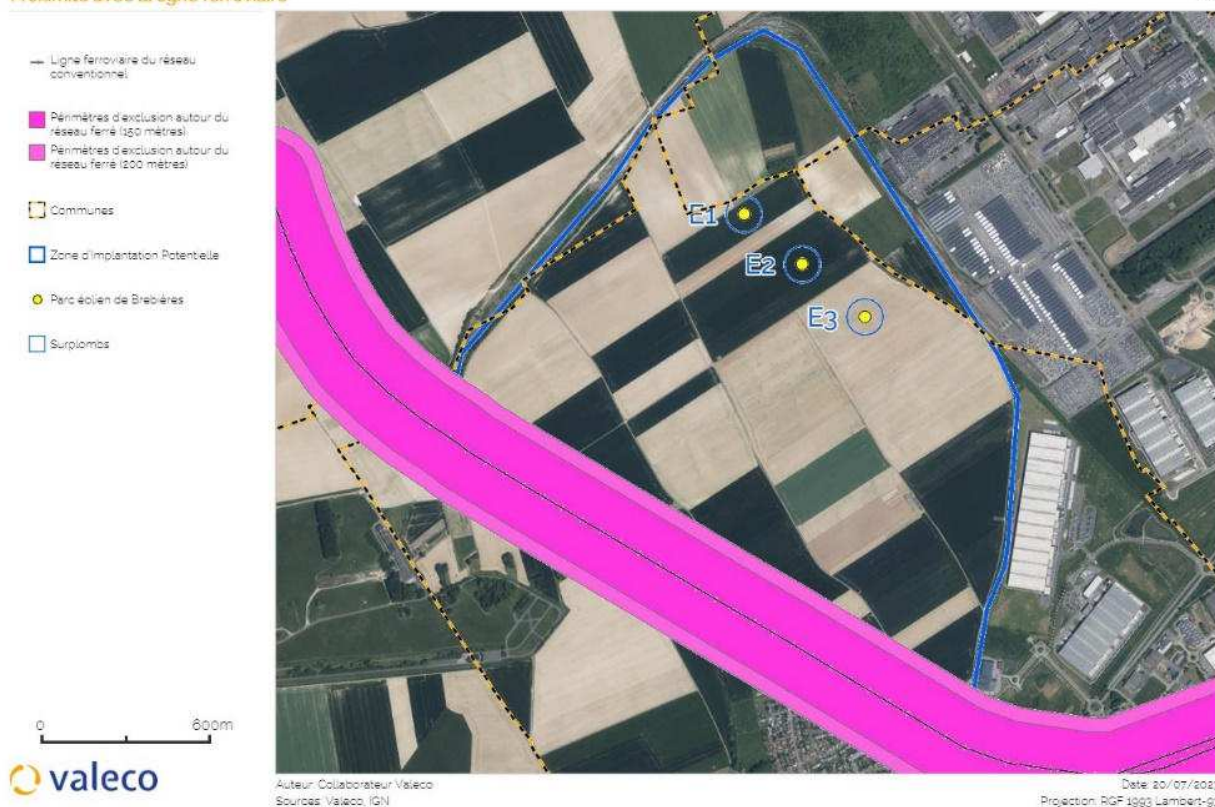 Ligne ferroviaire du réseau
conventionnel
Périmètres d'exclusion autour du
réseau ferré (150 mètres)
Périmètres d'exclusion autour du
réseau ferré (200 mètres)
Communes
Zone d'Implantation Potentielle
Parc éolien de Brebières
Surplombs
E1
E2
E3
0 600m
valeco
Auteur: Collaborateur Valeco
Sources: Valeco, IGN
Date: 20/07/202
Projection: RGF 1993 Lambert-9